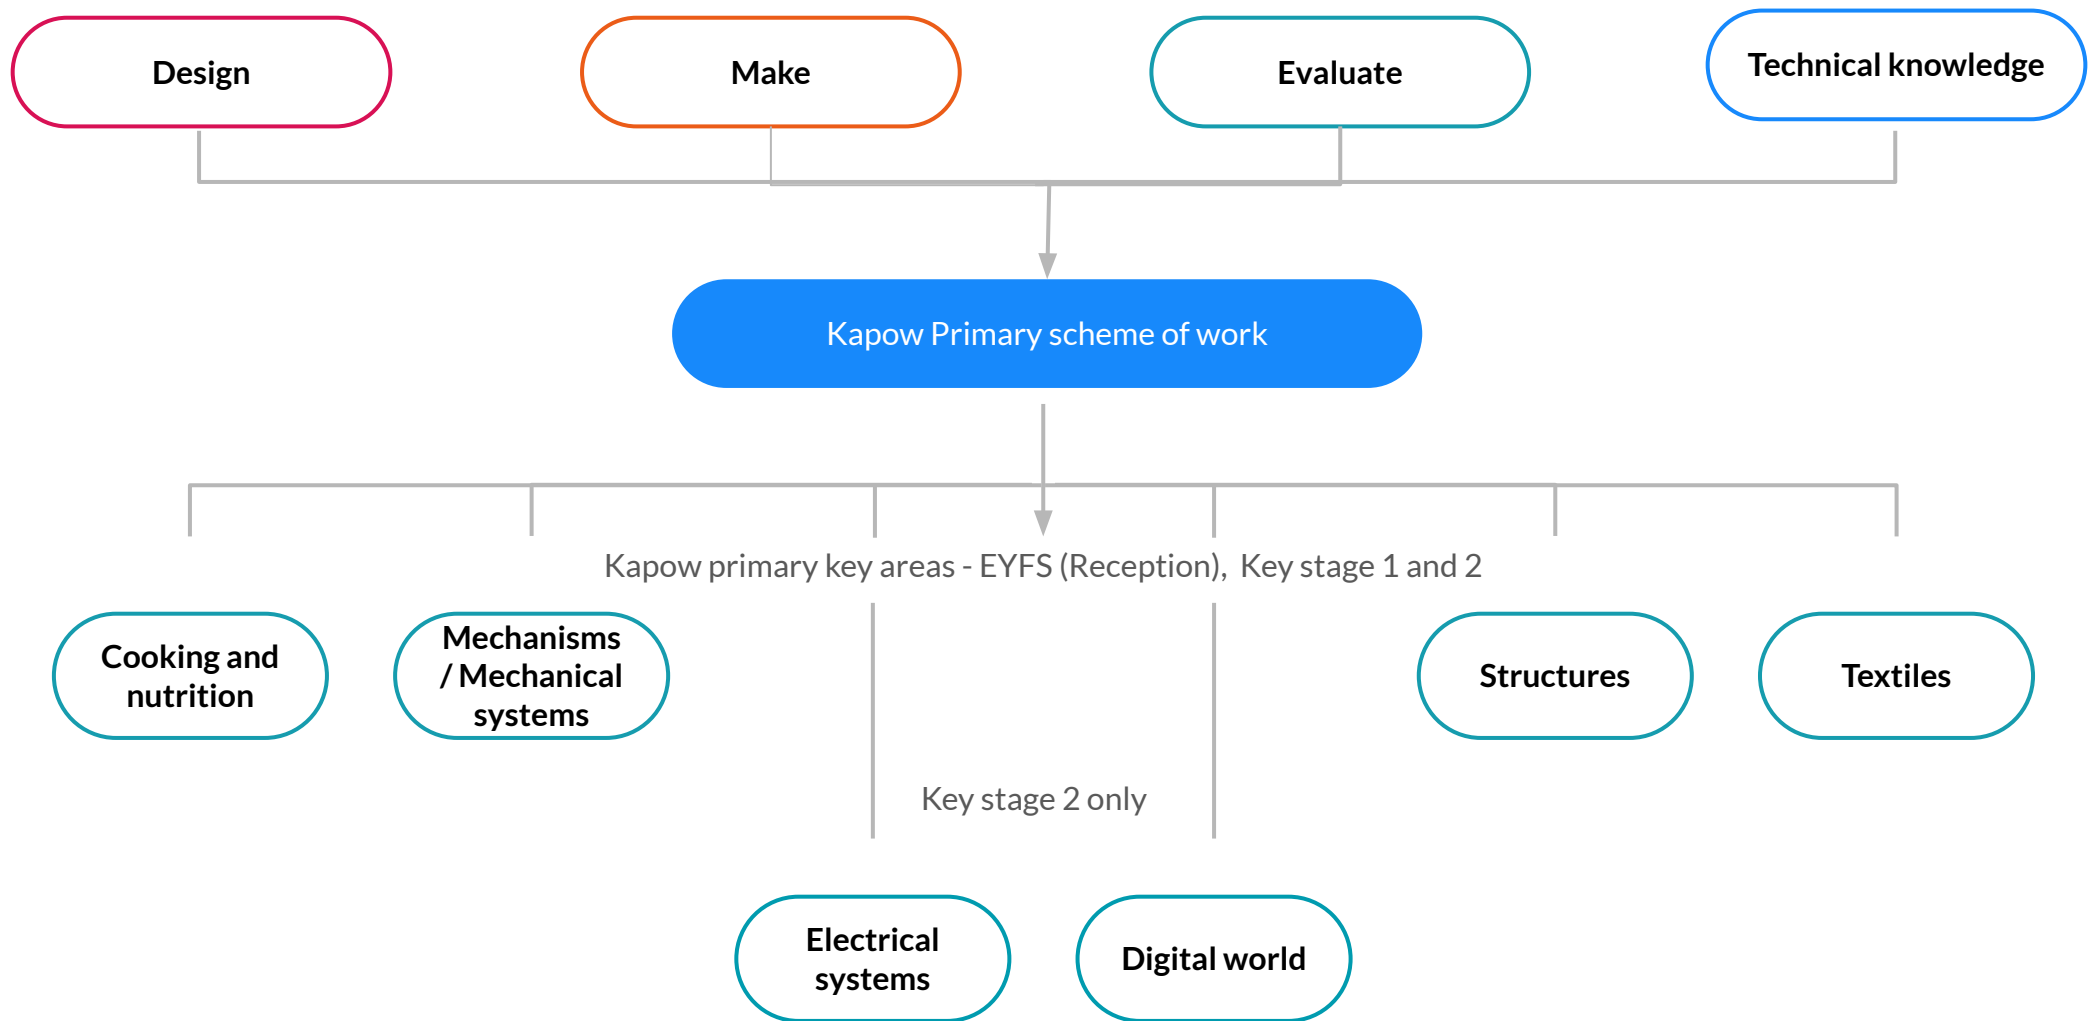 Design
Make
Evaluate
Technical knowledge
Kapow Primary scheme of work
Kapow primary key areas - EYFS (Reception), Key stage 1 and 2
Cooking and
nutrition
Mechanisms
/ Mechanical
systems
Structures
Textiles
Key stage 2 only
Electrical
systems
Digital world